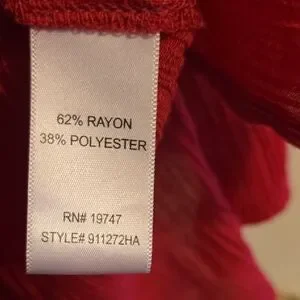 62% RAYON
38% POLYESTER
RN# 19747
STYLE# 911272HA